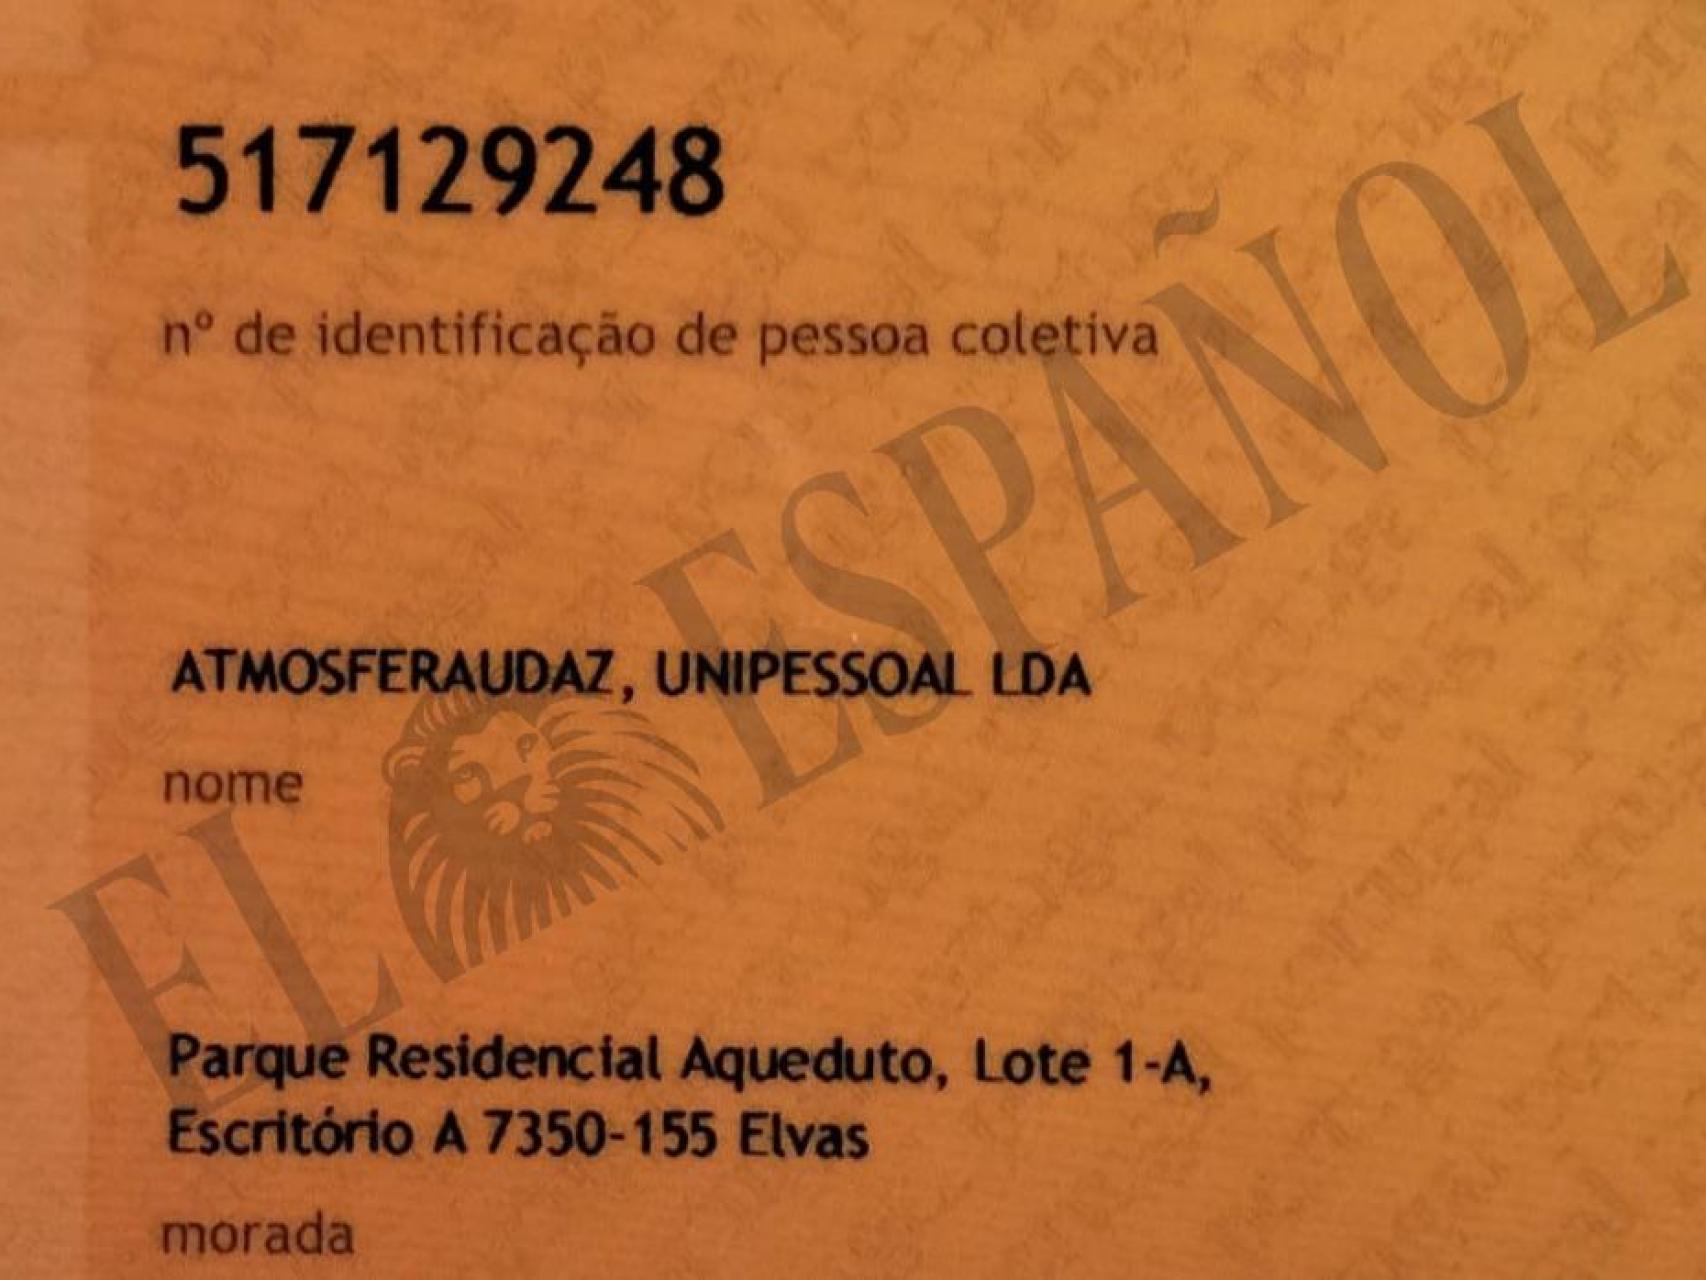 517129248
nº de identificação de pessoa coletiva
ATMOSFERAUDAZ, UNIPESSOAL LDA
nome
EL ESPAÑOL
Parque Residencial Aqueduto, Lote 1-A,
Escritório A 7350-155 Elvas
morada